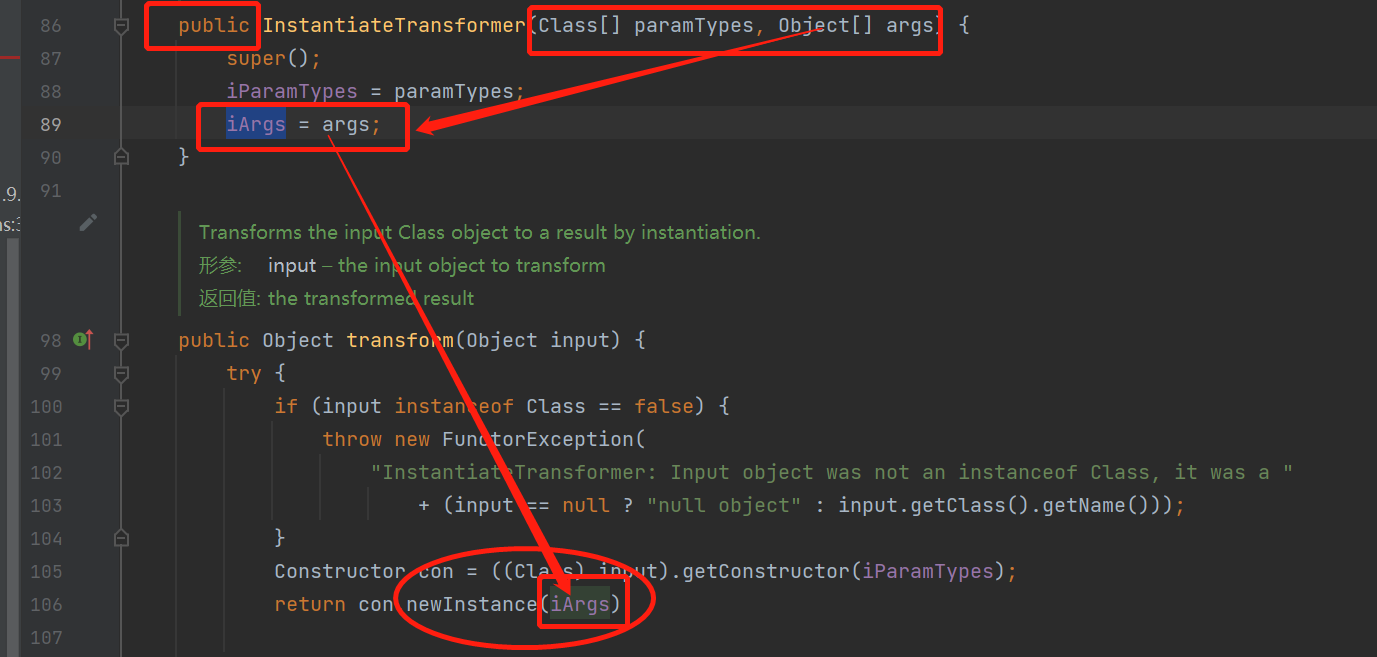 86 public InstantiateTransformer(Class[] paramTypes, Object[] args) {
87 super();
88 iParamTypes = paramTypes;
89 iArgs = args;
90 }
.9.
91
s:3
Transforms the input Class object to a result by instantiation.
形参: input – the input object to transform
返回值: the transformed result
98 public Object transform(Object input) {
99 try {
100 if (input instanceof Class == false) {
101 throw new FunctorException(
102 "InstantiateTransformer: Input object was not an instanceof Class, it was a "
103 + (input == null ? "null object" : input.getClass().getName()));
104 }
105 Constructor con = ((Class) input).getConstructor(iParamTypes);
106 return con newInstance(iArgs)
107